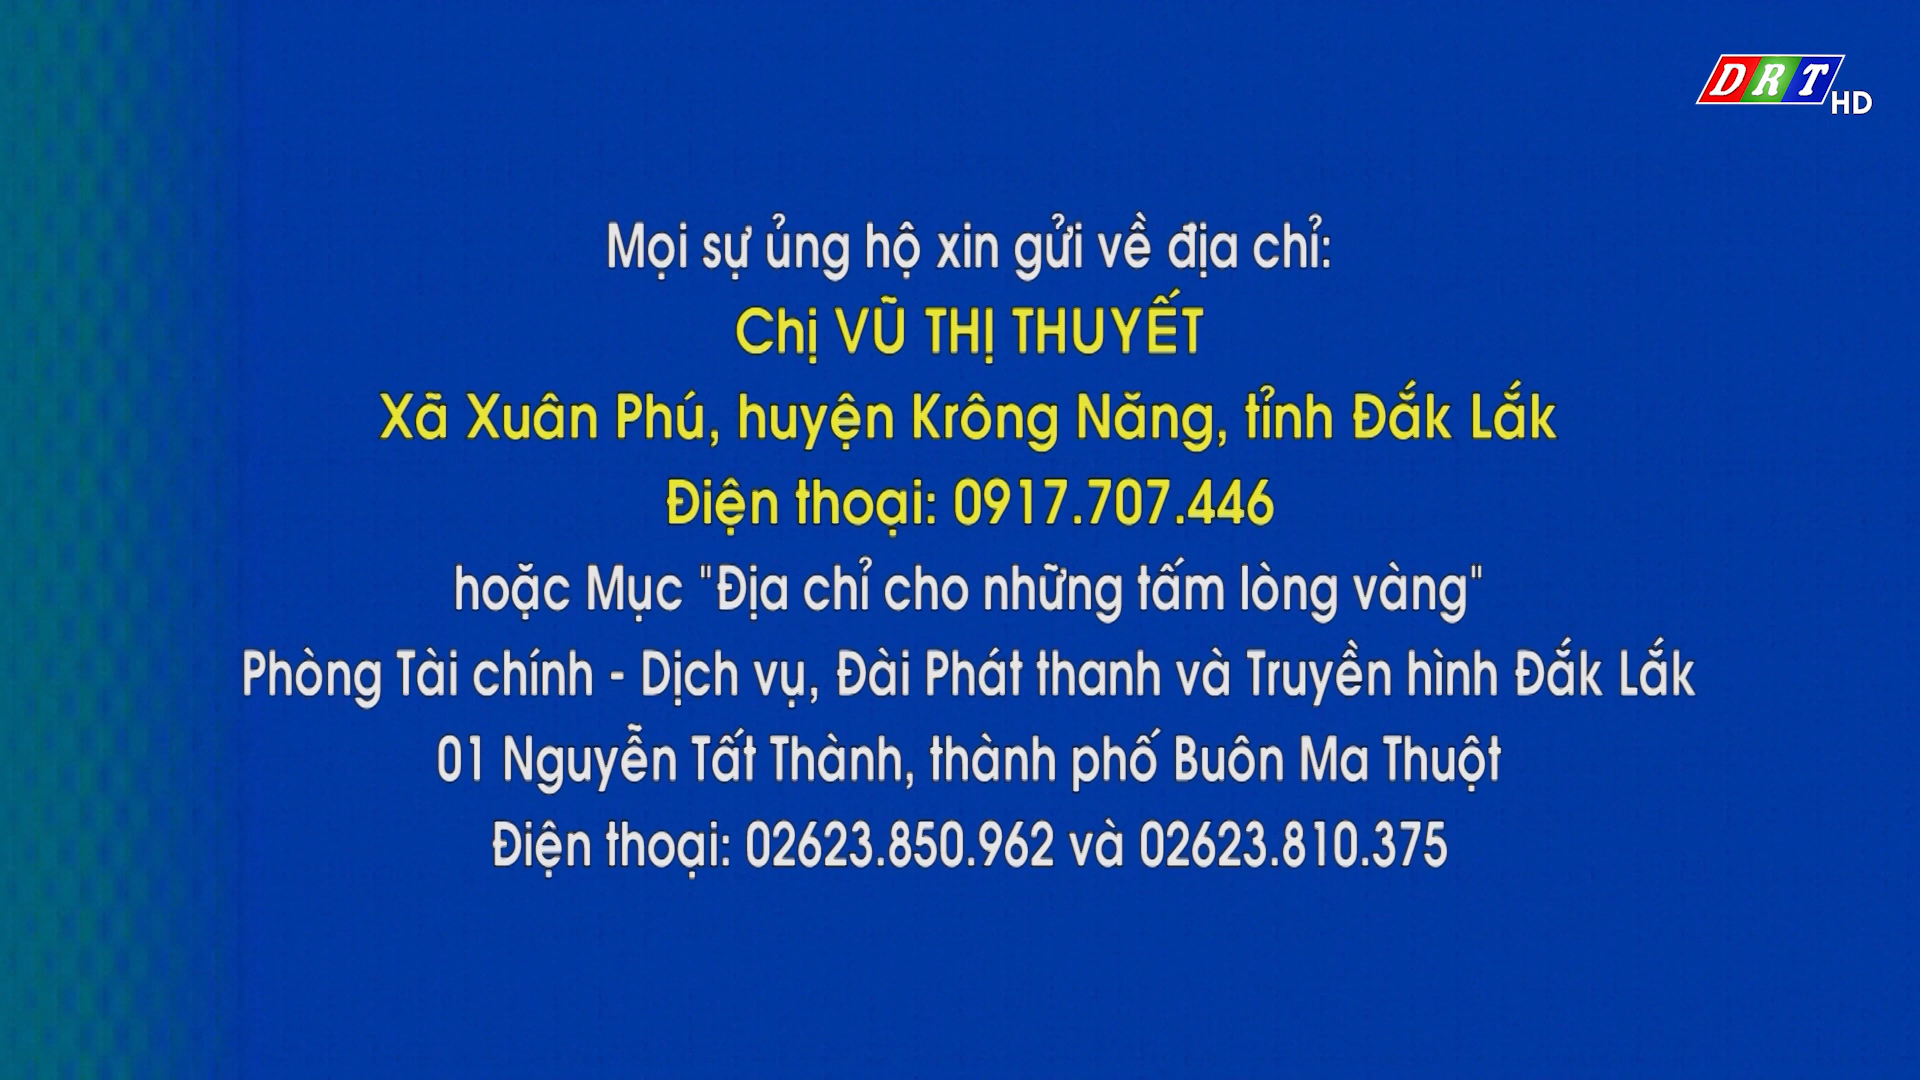 DRT HD
Mọi sự ủng hộ xin gửi về địa chỉ:
Chị VŨ THỊ THUYẾT
Xã Xuân Phú, huyện Krông Năng, tỉnh Đắk Lắk
Điện thoại: 0917.707.446
hoặc Mục "Địa chỉ cho những tấm lòng vàng"
Phòng Tài chính - Dịch vụ, Đài Phát thanh và Truyền hình Đắk Lắk
01 Nguyễn Tất Thành, thành phố Buôn Ma Thuột
Điện thoại: 02623.850.962 và 02623.810.375